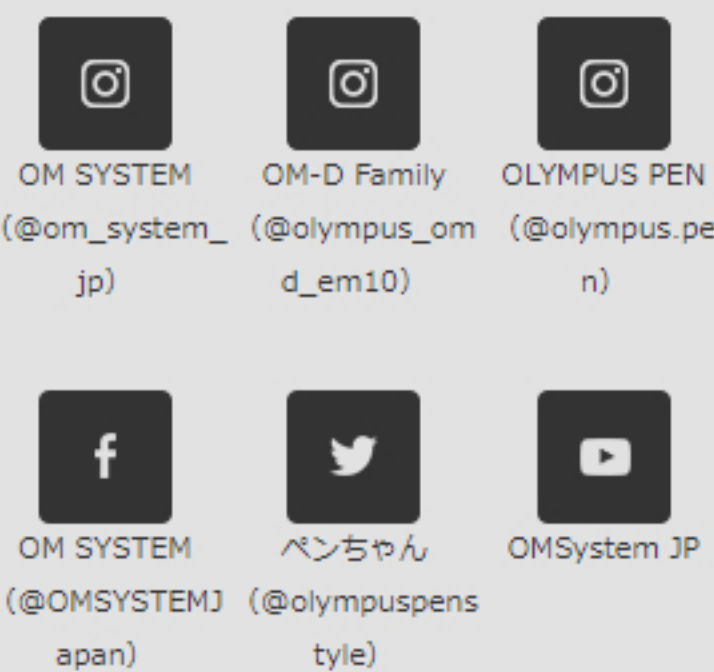 OM SYSTEM
（@om_system_
jp）
OM-D Family
（@olympus_om
d_em10）
OLYMPUS PEN
（@olympus.pe
n）
OM SYSTEM
（@OMSYSTEMJ
apan）
ペンちゃん
（@olympuspens
tyle）
OMSystem JP